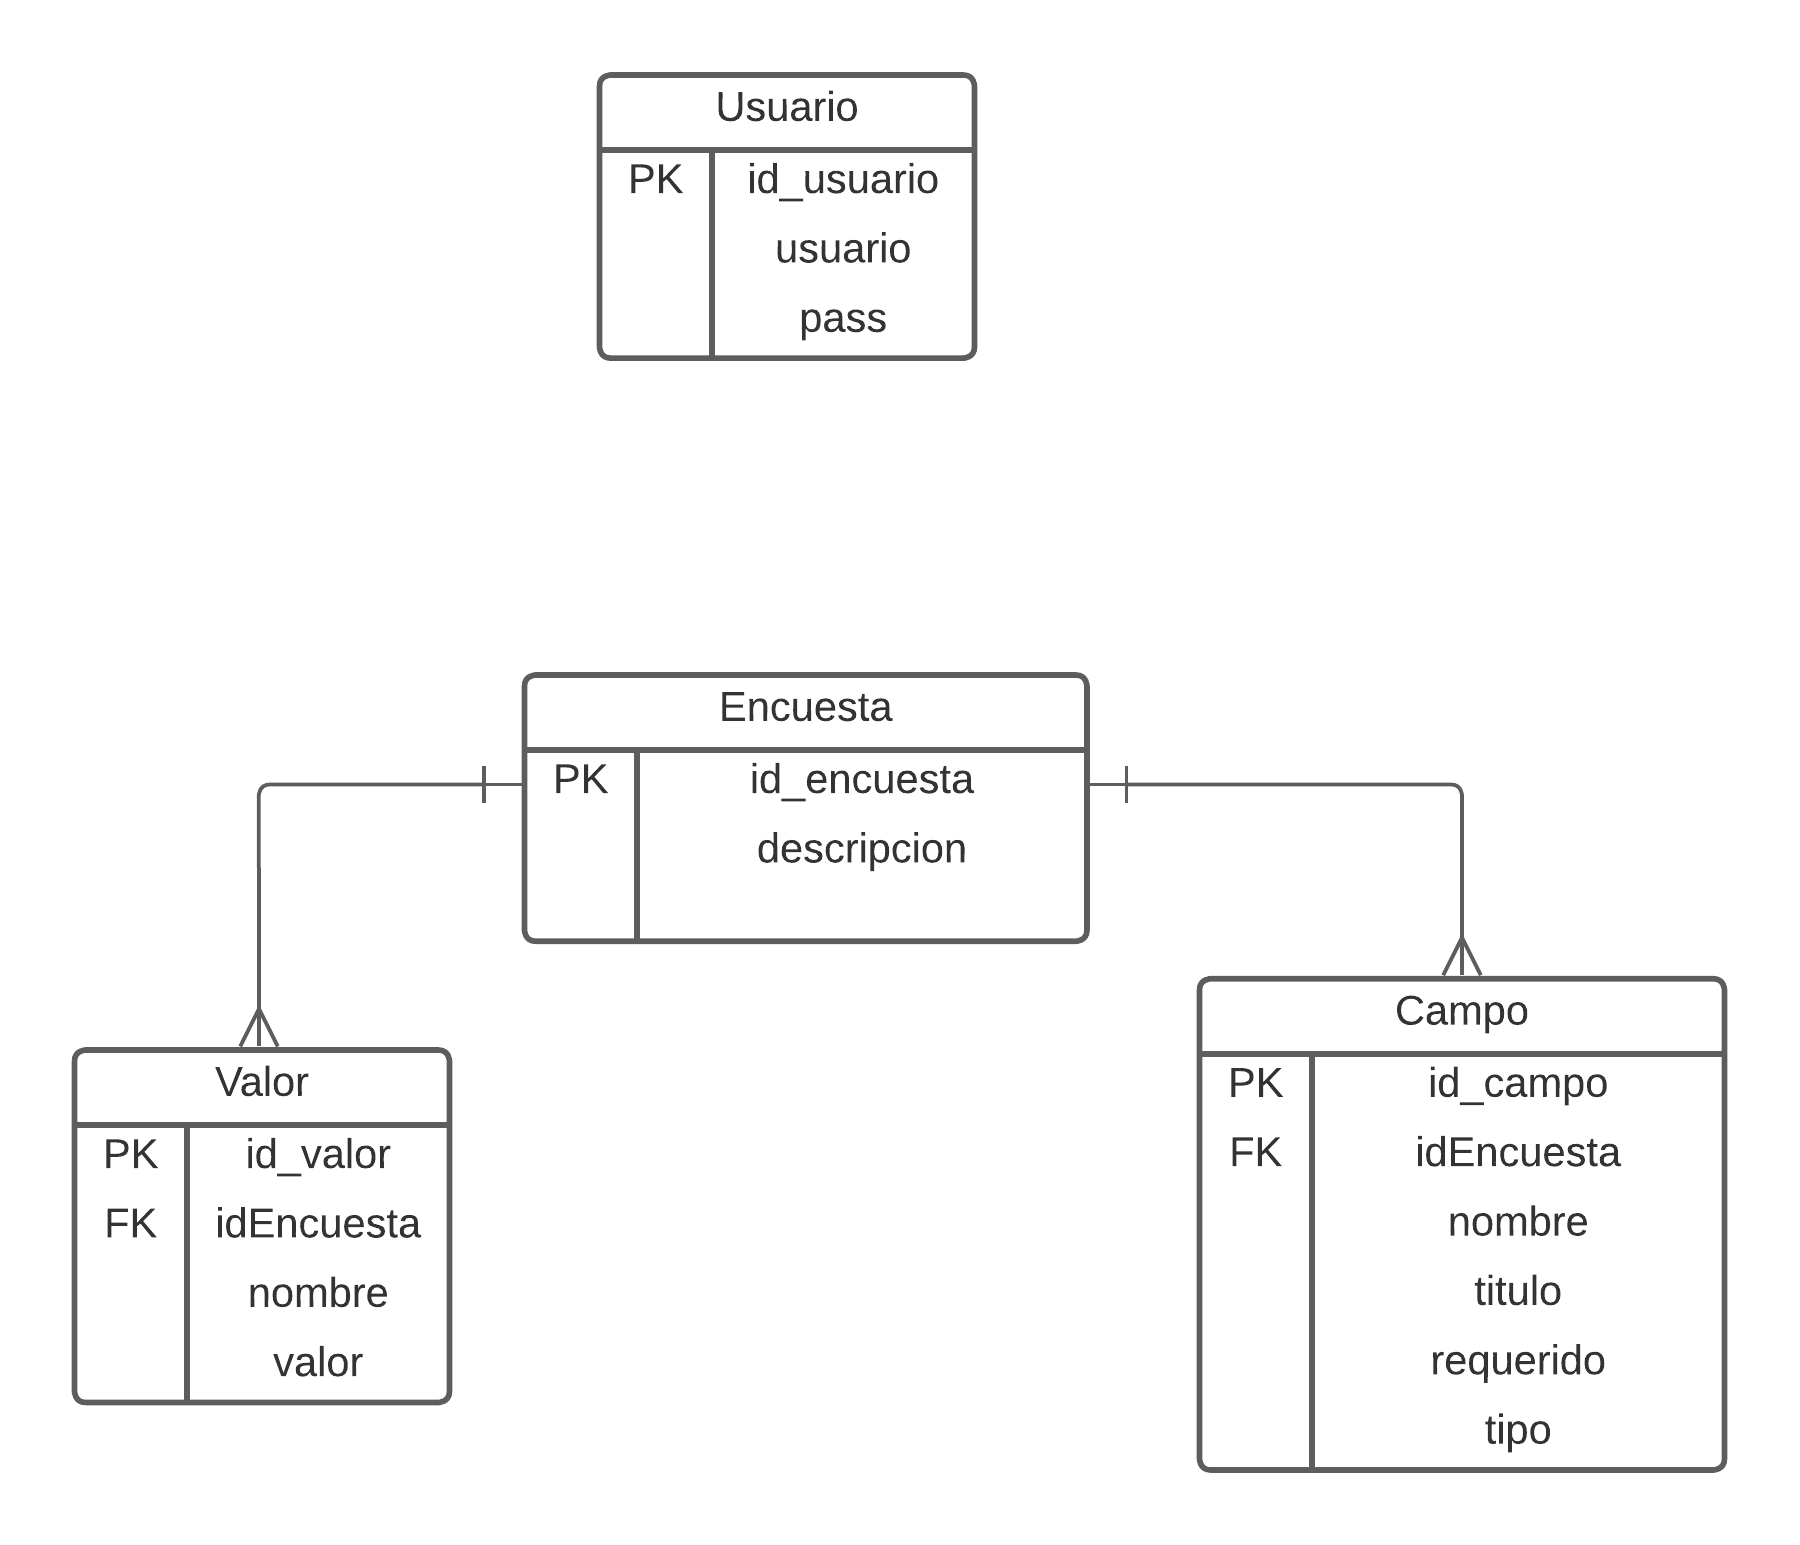 Usuario
PK id_usuario
usuario
pass
Encuesta
PK id_encuesta
descripcion
Valor
PK id_valor
FK idEncuesta
nombre
valor
Campo
PK id_campo
FK idEncuesta
nombre
titulo
requerido
tipo